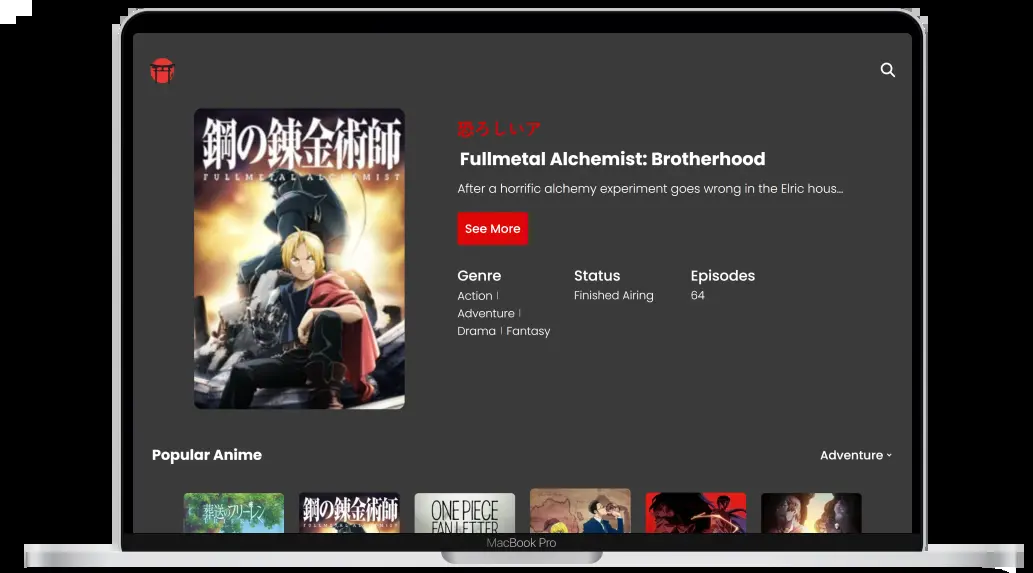 恐ろしいア
鋼の錬金術師
FULLMETAL ALCHEMIST
Fullmetal Alchemist: Brotherhood
After a horrific alchemy experiment goes wrong in the Elric hous...
See More
Genre
Status
Episodes
Action |
Finished Airing
64
Adventure |
Drama | Fantasy
Popular Anime
Adventure
葬送のフリーレン
鋼の錬金術師
FULLMETAL ALCHEMIST
ONE PIECE
FAN LETTER
MacBook Pro